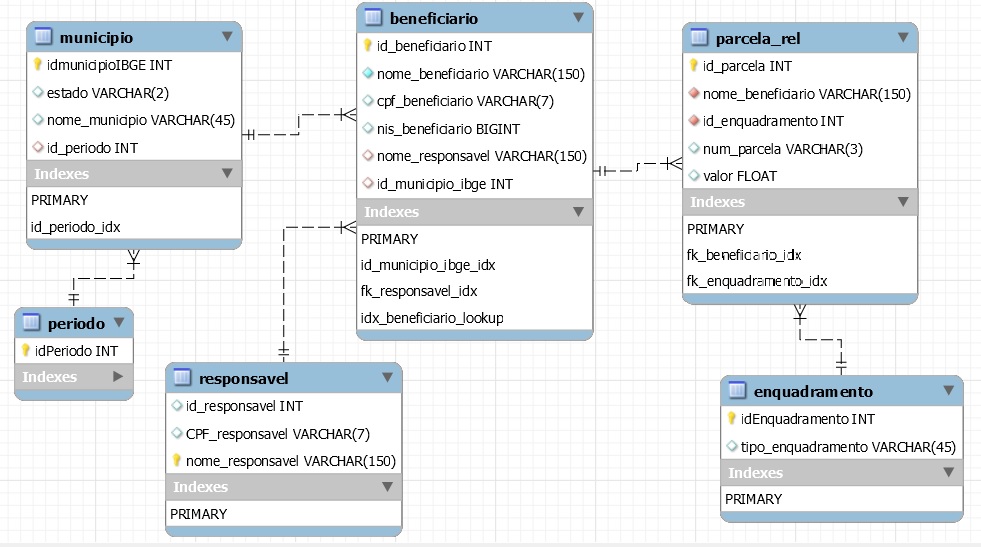 municipio
idmunicipioIBGE INT
estado VARCHAR(2)
nome_municipio VARCHAR(45)
id_periodo INT
Indexes
PRIMARY
id_periodo_idx
periodo
idPeriodo INT
Indexes
beneficiario
id_beneficiario INT
nome_beneficiario VARCHAR(150)
cpf_beneficiario VARCHAR(7)
nis_beneficiario BIGINT
nome_responsavel VARCHAR(150)
id_municipio_ibge INT
Indexes
PRIMARY
id_municipio_ibge_idx
fk_responsavel_idx
idx_beneficiario_lookup
responsavel
id_responsavel INT
CPF_responsavel VARCHAR(7)
nome_responsavel VARCHAR(150)
Indexes
PRIMARY
parcela_rel
id_parcela INT
nome_beneficiario VARCHAR(150)
id_enquadramento INT
num_parcela VARCHAR(3)
valor FLOAT
Indexes
PRIMARY
fk_beneficiario_idx
fk_enquadramento_idx
enquadramento
idEnquadramento INT
tipo_enquadramento VARCHAR(45)
Indexes
PRIMARY